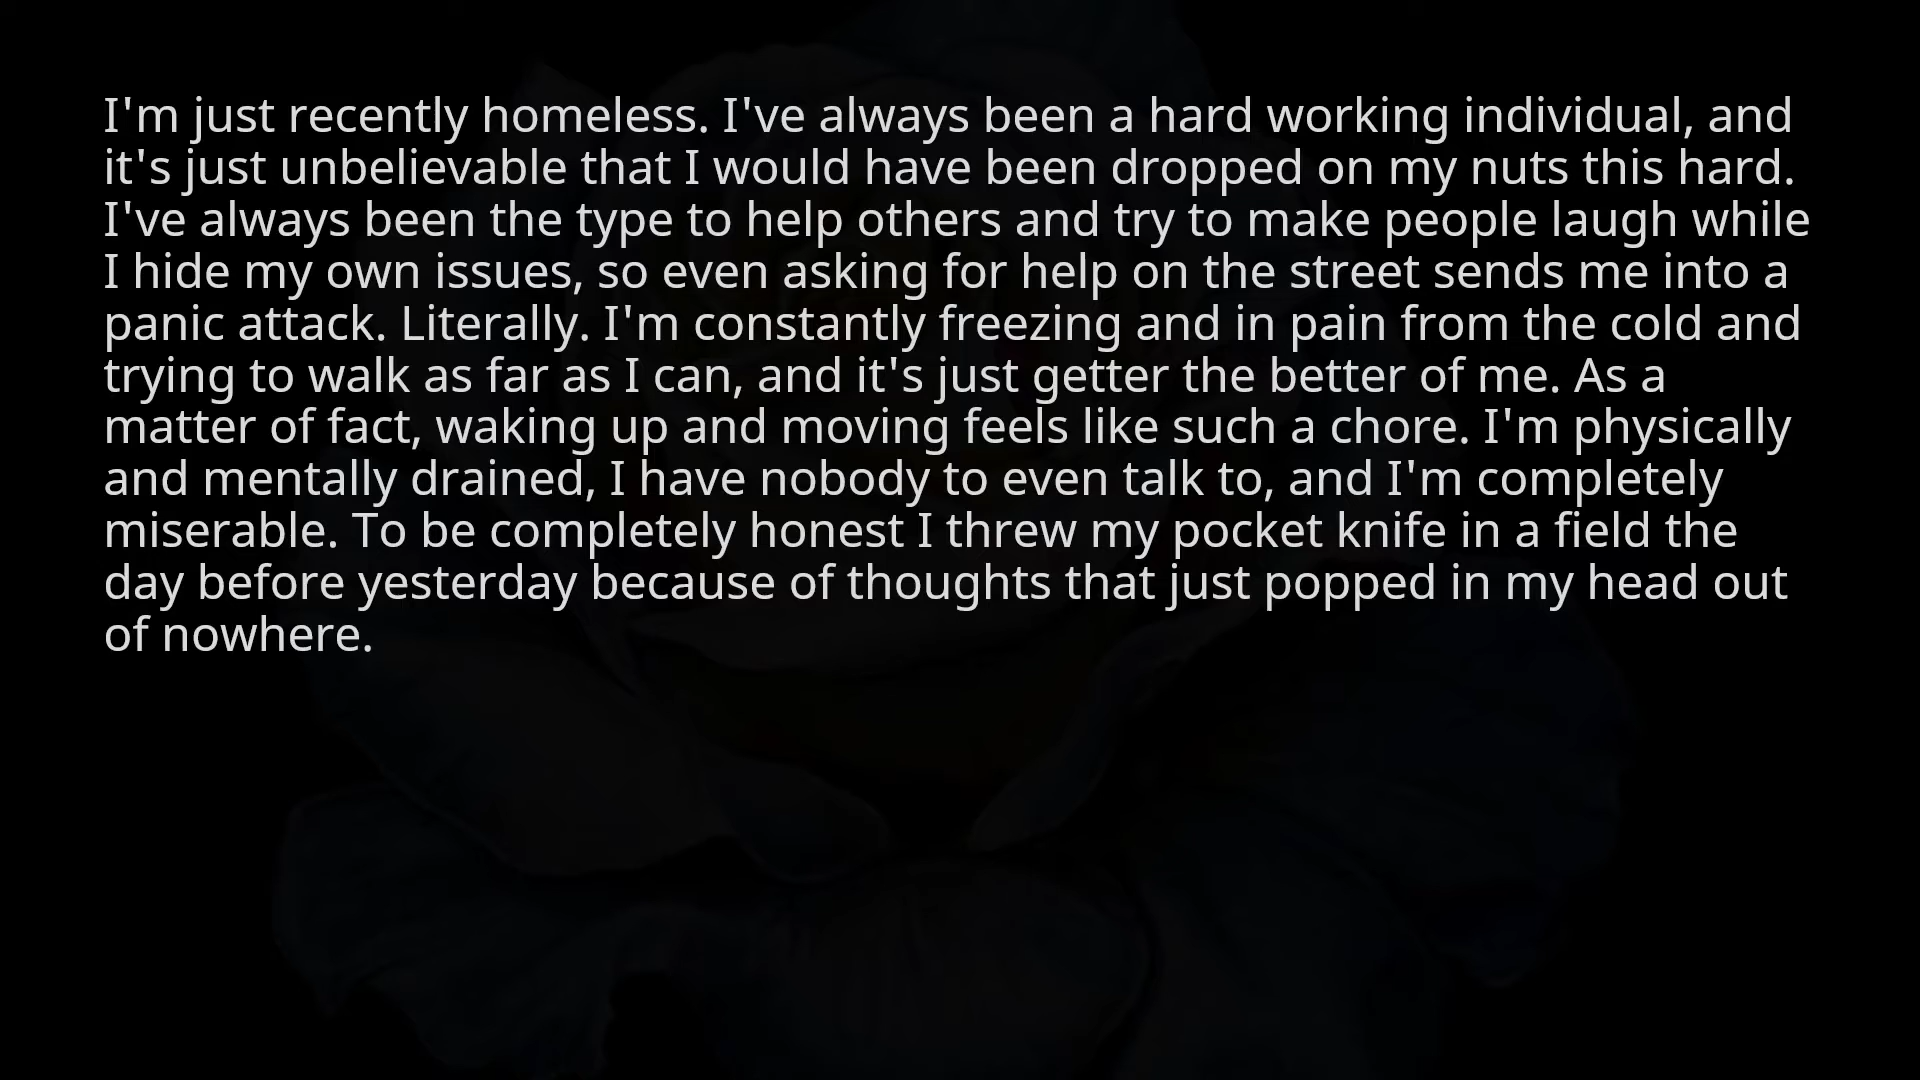 I'm just recently homeless. I've always been a hard working individual, and
it's just unbelievable that I would have been dropped on my nuts this hard.
I've always been the type to help others and try to make people laugh while
I hide my own issues, so even asking for help on the street sends me into a
panic attack. Literally. I'm constantly freezing and in pain from the cold and
trying to walk as far as I can, and it's just getter the better of me. As a
matter of fact, waking up and moving feels like such a chore. I'm physically
and mentally drained, I have nobody to even talk to, and I'm completely
miserable. To be completely honest I threw my pocket knife in a field the
day before yesterday because of thoughts that just popped in my head out
of nowhere.